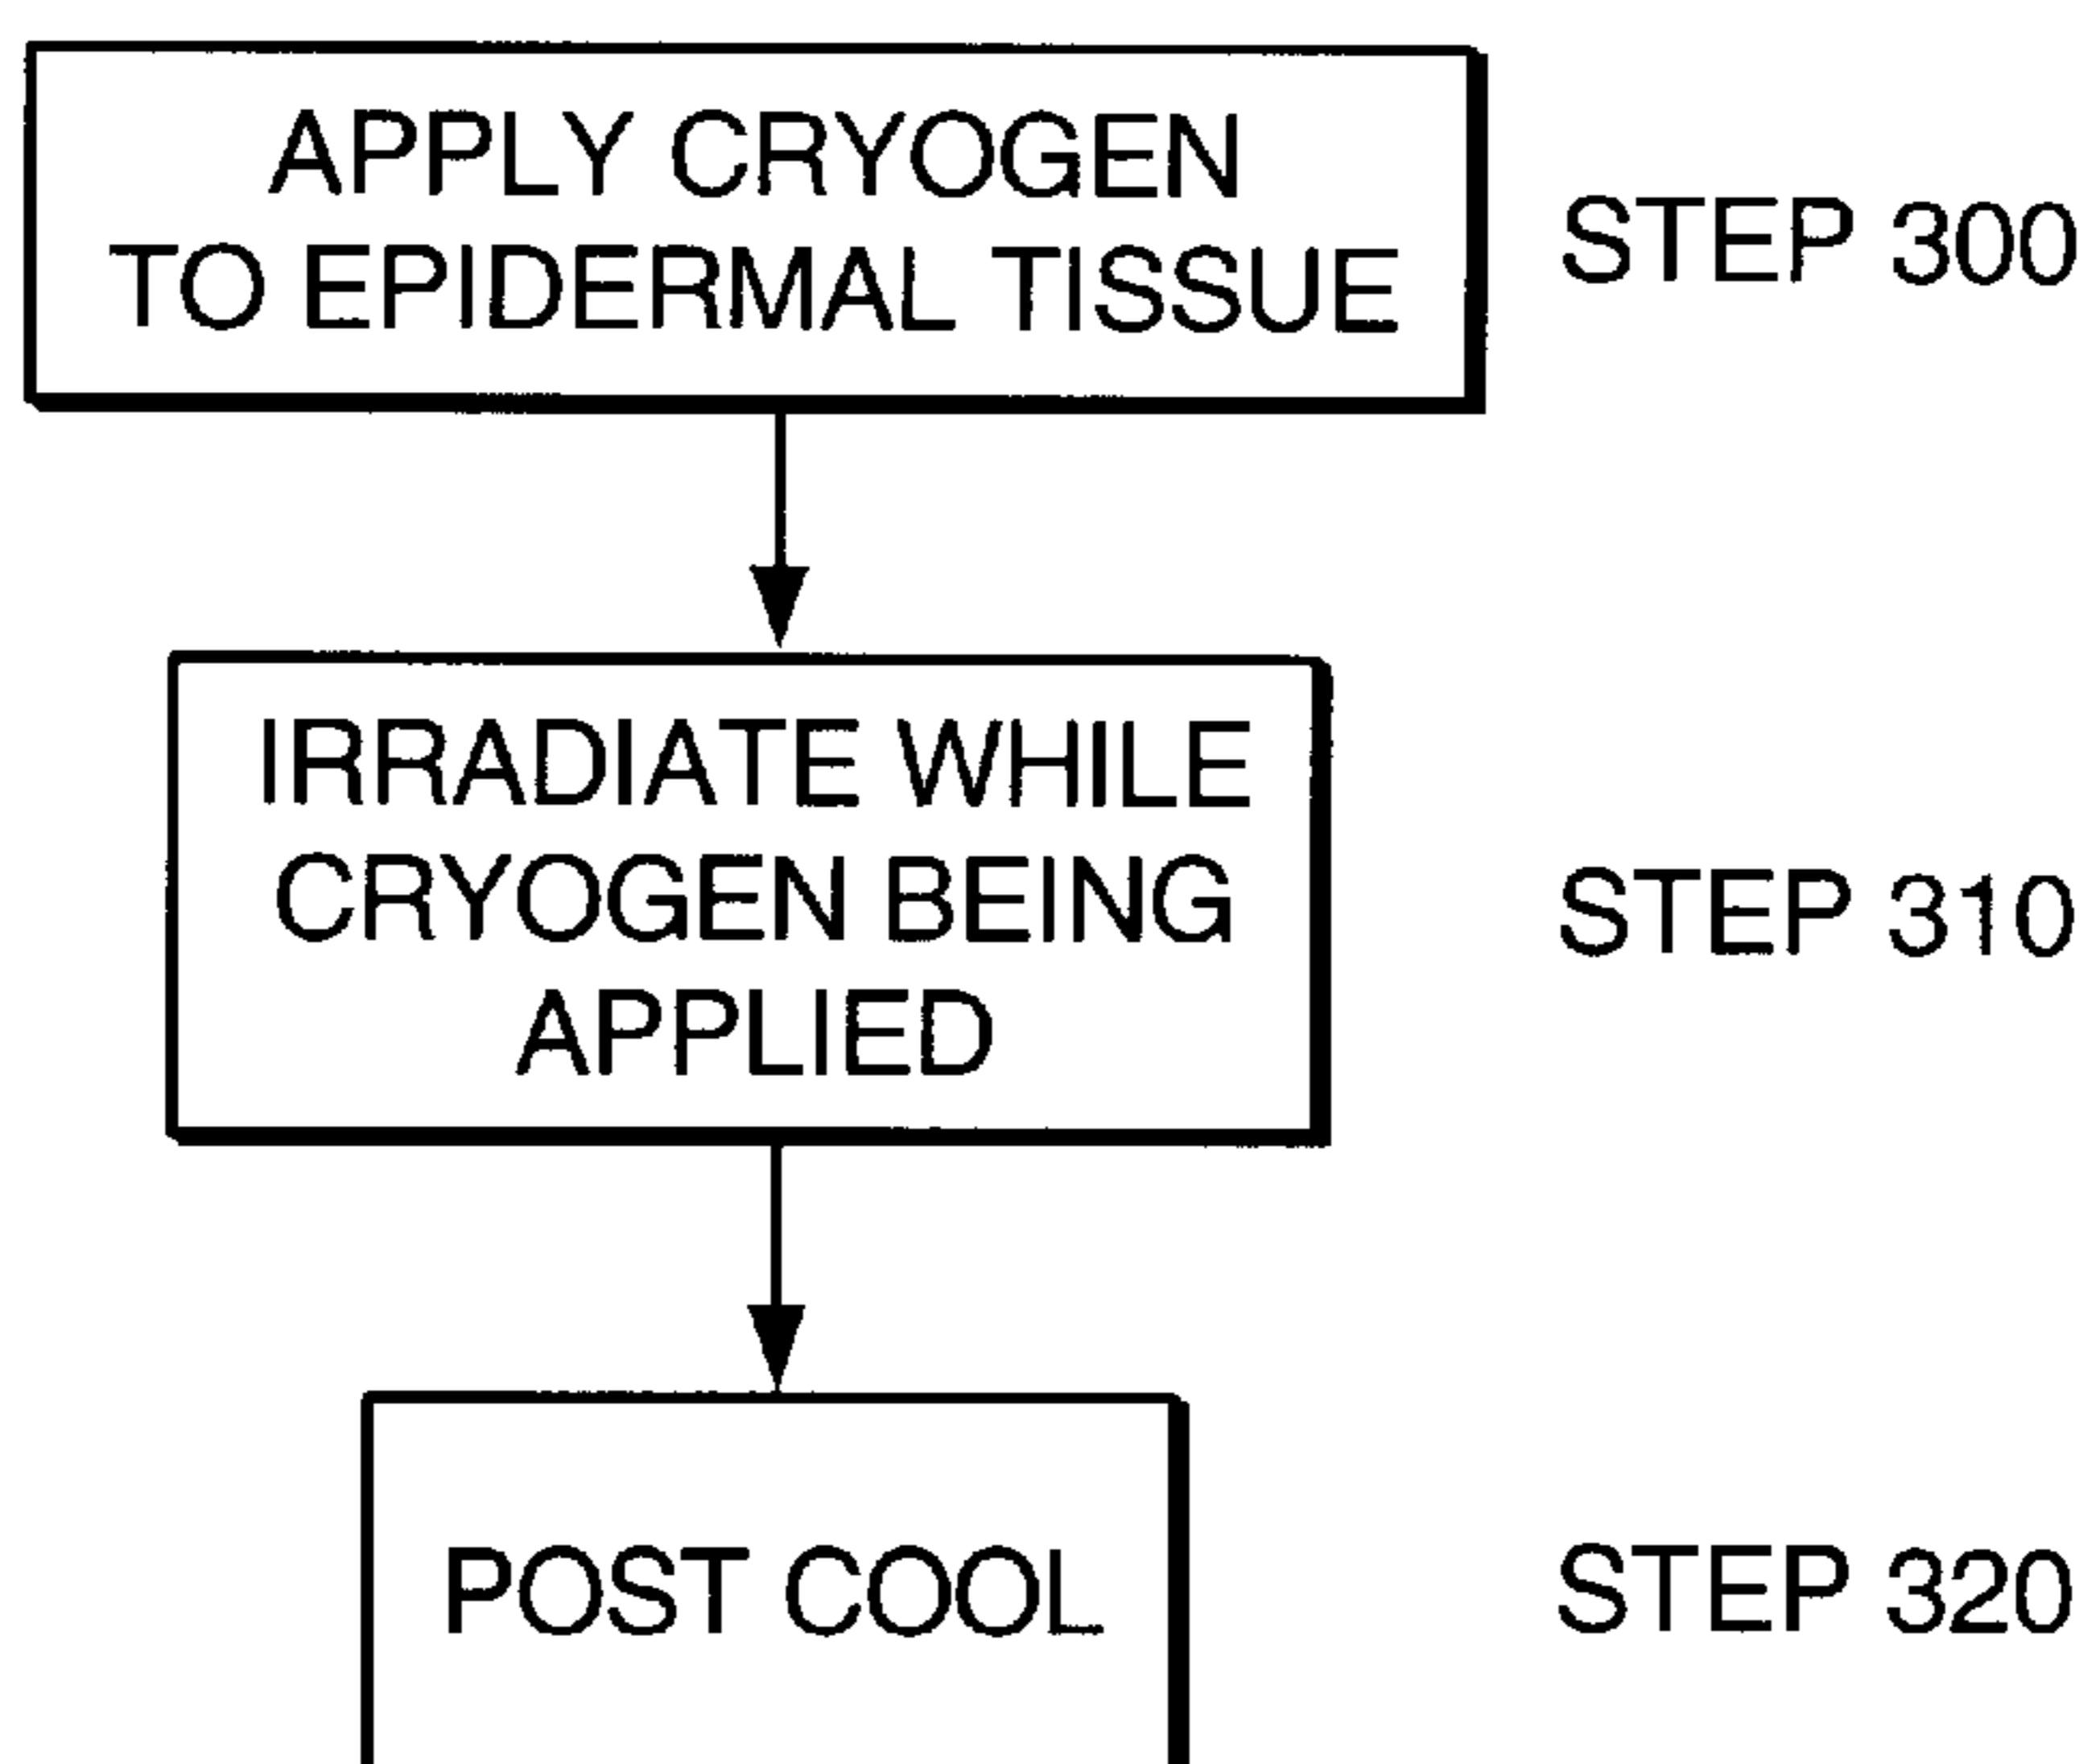 APPLY CRYOGEN
TO EPIDERMAL TISSUE
STEP 300
IRRADIATE WHILE
CRYOGEN BEING
APPLIED
STEP 310
POST COOL
STEP 320